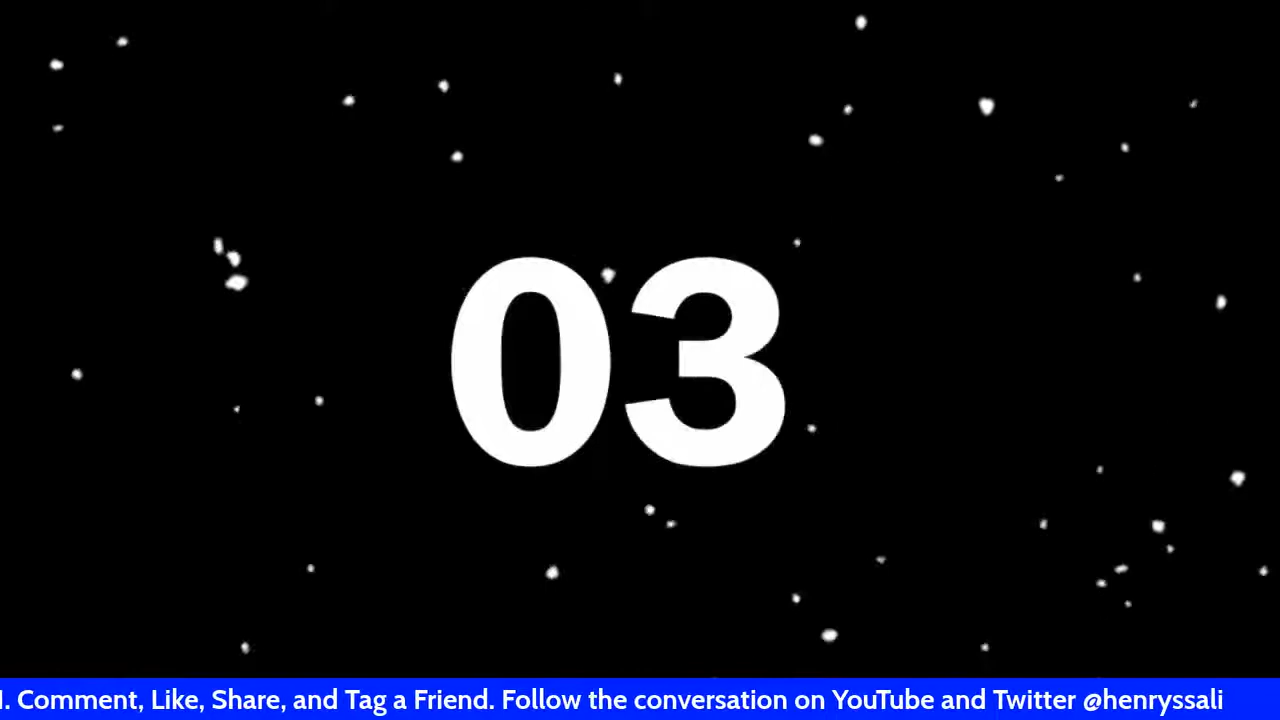 03
. Comment, Like, Share, and Tag a Friend. Follow the conversation on YouTube and Twitter @henryssali